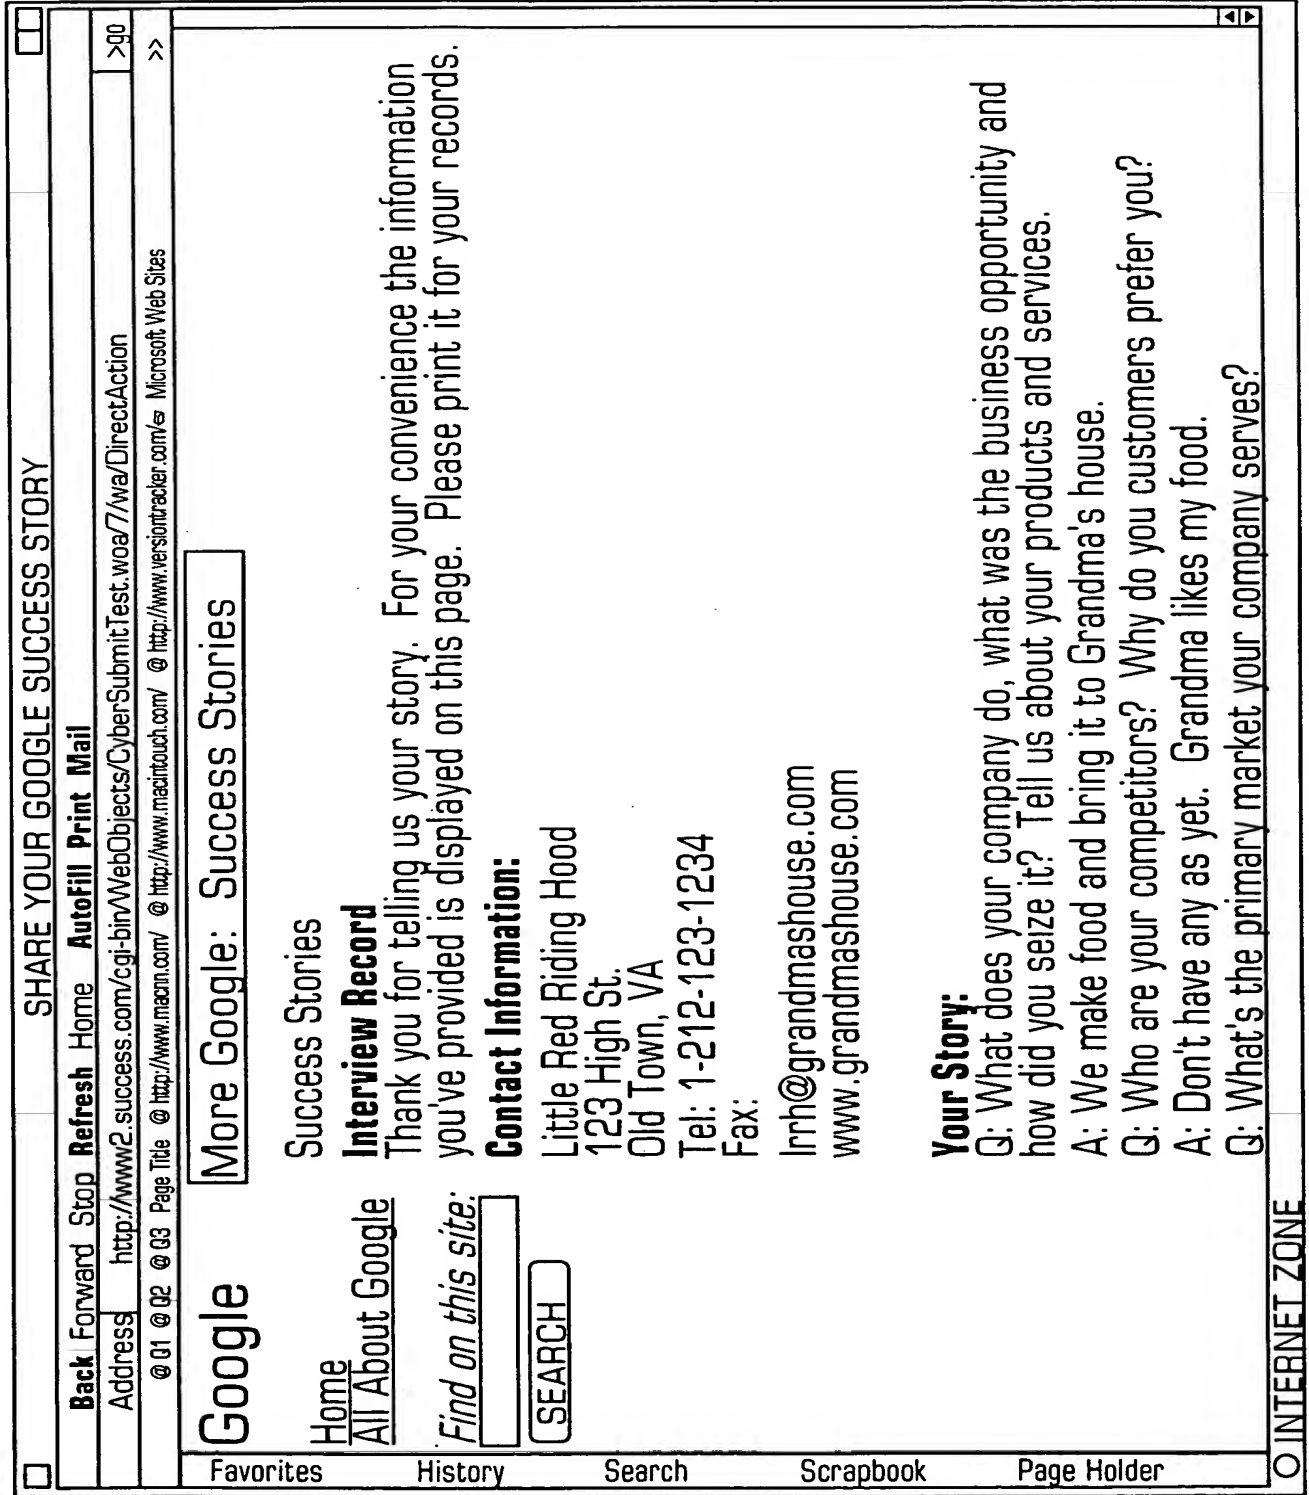 SHARE YOUR GOOGLE SUCCESS STORY
Back Forward Stop Refresh Home AutoFill Print Mail
Address http://www2.success.com/cgi-bin/WebObjects/CyberSubmitTest.woa/7/wa/DirectAction >go
@ Q1 @ Q2 @ Q3 Page Title @ http://www.macnn.com/ @ http://www.macintouch.com/ @ http://www.versiontracker.com/ Microsoft Web Sites >>
Google
More Google: Success Stories
Home
All About Google
Find on this site:
SEARCH
Success Stories
Interview Record
Thank you for telling us your story. For your convenience the information
you've provided is displayed on this page. Please print it for your records.
Contact Information:
Little Red Riding Hood
123 High St.
Old Town, VA
Tel: 1-212-123-1234
Fax:
lrrh@grandmashouse.com
www.grandmashouse.com
Your Story:
Q: What does your company do, what was the business opportunity and
how did you seize it? Tell us about your products and services.
A: We make food and bring it to Grandma's house.
Q: Who are your competitors? Why do you customers prefer you?
A: Don't have any as yet. Grandma likes my food.
Q: What's the primary market your company serves?
Favorites
History
Search
Scrapbook
Page Holder
INTERNET ZONE